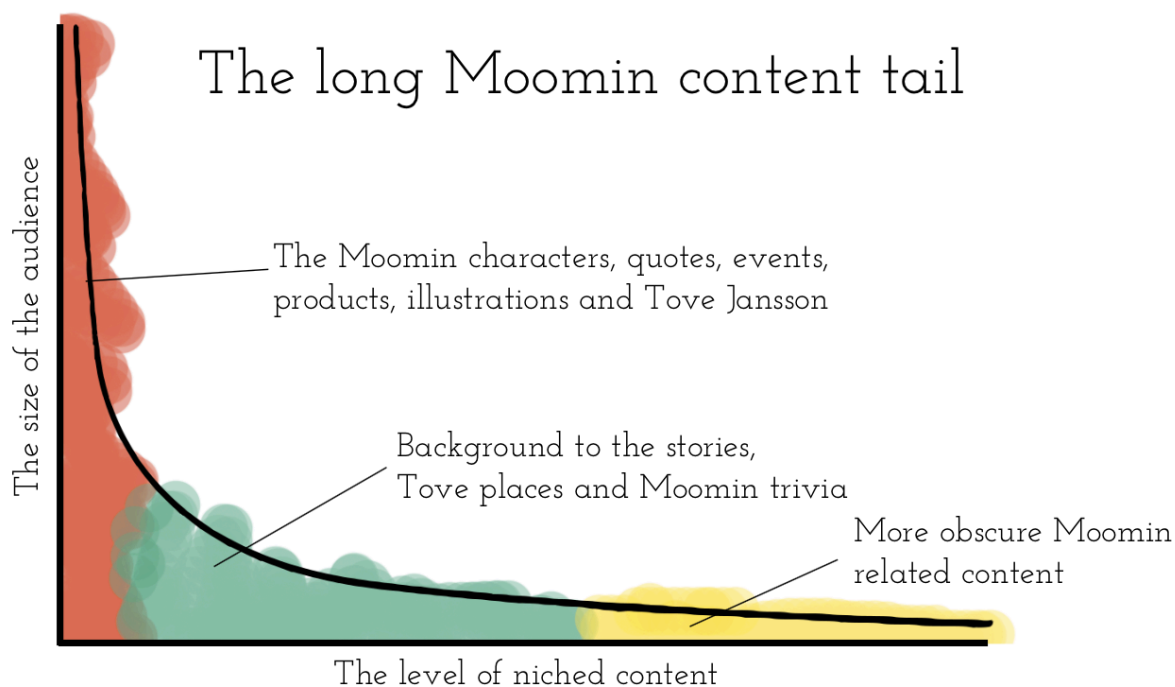 The long Moomin content tail
The size of the audience
The Moomin characters, quotes, events,
products, illustrations and Tove Jansson
Background to the stories,
Tove places and Moomin trivia
More obscure Moomin
related content
The level of niched content